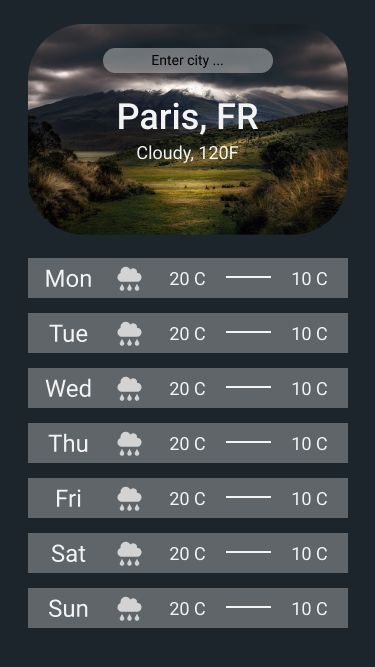 Enter city ...
Paris, FR
Cloudy, 120F
Mon 20 C 10 C
Tue 20 C 10 C
Wed 20 C 10 C
Thu 20 C 10 C
Fri 20 C 10 C
Sat 20 C 10 C
Sun 20 C 10 C